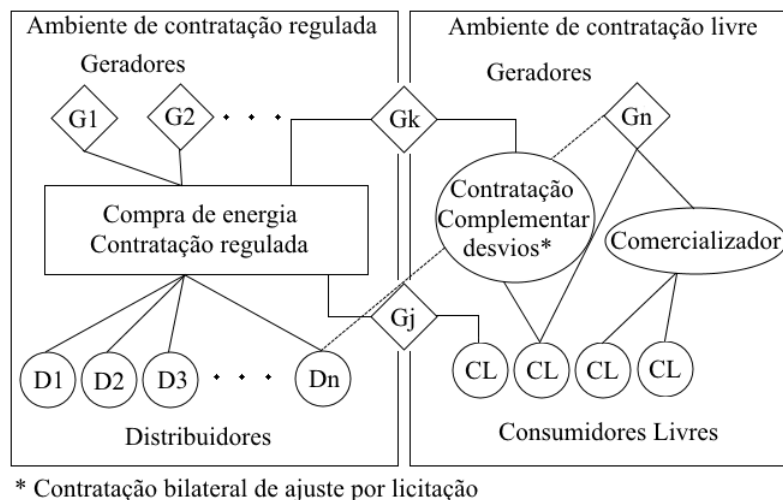 Ambiente de contratação regulada
Geradores
G1
G2
. . .
Compra de energia
Contratação regulada
D1
D2
D3
. . .
Dn
Distribuidores
Gk
Gj
Ambiente de contratação livre
Geradores
Gn
Contratação
Complementar
desvios*
Comercializador
CL
CL
CL
CL
Consumidores Livres
* Contratação bilateral de ajuste por licitação